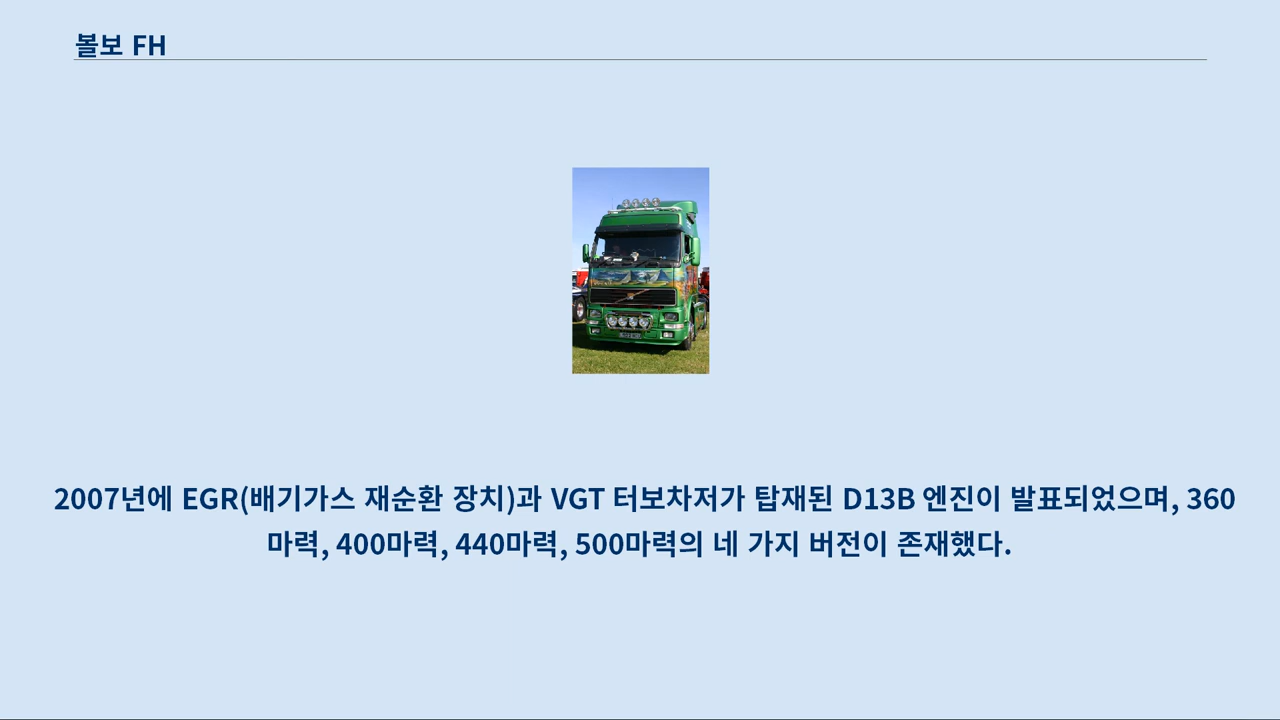 볼보 FH
2007년에 EGR(배기가스 재순환 장치)과 VGT 터보차저가 탑재된 D13B 엔진이 발표되었으며, 360
마력, 400마력, 440마력, 500마력의 네 가지 버전이 존재했다.